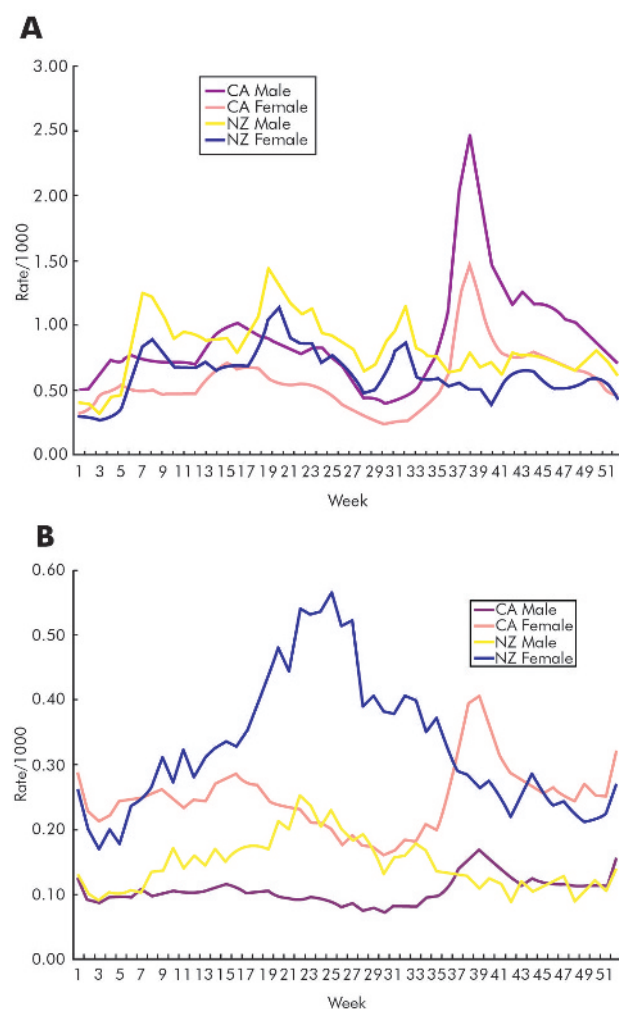 A
3.00
2.50
2.00
1.50
1.00
0.50
0.00
Rate/1000
CA Male
CA Female
NZ Male
NZ Female
1 3 5 7 9 11 13 15 17 19 21 23 25 27 29 31 33 35 37 39 41 43 45 47 49 51
Week
B
0.60
0.50
0.40
0.30
0.20
0.10
0.00
Rate/1000
CA Male
CA Female
NZ Male
NZ Female
1 3 5 7 9 11 13 15 17 19 21 23 25 27 29 31 33 35 37 39 41 43 45 47 49 51
Week